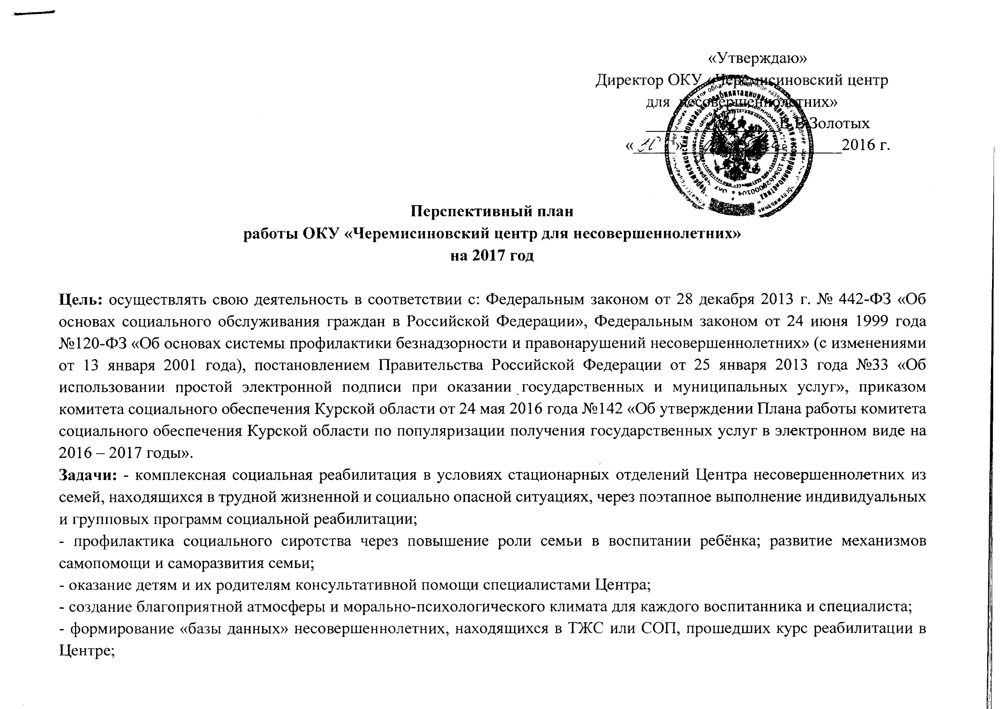 «Утверждаю»
Директор ОКУ «Черемисиновский центр
для несовершеннолетних»
В.В.Золотых
«30» 2016 г.
Перспективный план
работы ОКУ «Черемисиновский центр для несовершеннолетних»
на 2017 год
Цель: осуществлять свою деятельность в соответствии с: Федеральным законом от 28 декабря 2013 г. № 442-ФЗ «Об
основах социального обслуживания граждан в Российской Федерации», Федеральным законом от 24 июня 1999 года
№120-ФЗ «Об основах системы профилактики безнадзорности и правонарушений несовершеннолетних» (с изменениями
от 13 января 2001 года), постановлением Правительства Российской Федерации от 25 января 2013 года №33 «Об
использовании простой электронной подписи при оказании государственных и муниципальных услуг», приказом
комитета социального обеспечения Курской области от 24 мая 2016 года №142 «Об утверждении Плана работы комитета
социального обеспечения Курской области по популяризации получения государственных услуг в электронном виде на
2016 – 2017 годы».
Задачи: - комплексная социальная реабилитация в условиях стационарных отделений Центра несовершеннолетних из
семей, находящихся в трудной жизненной и социально опасной ситуациях, через поэтапное выполнение индивидуальных
и групповых программ социальной реабилитации;
- профилактика социального сиротства через повышение роли семьи в воспитании ребёнка; развитие механизмов
самопомощи и саморазвития семьи;
- оказание детям и их родителям консультативной помощи специалистами Центра;
- создание благоприятной атмосферы и морально-психологического климата для каждого воспитанника и специалиста;
- формирование «базы данных» несовершеннолетних, находящихся в ТЖС или СОП, прошедших курс реабилитации в
Центре;